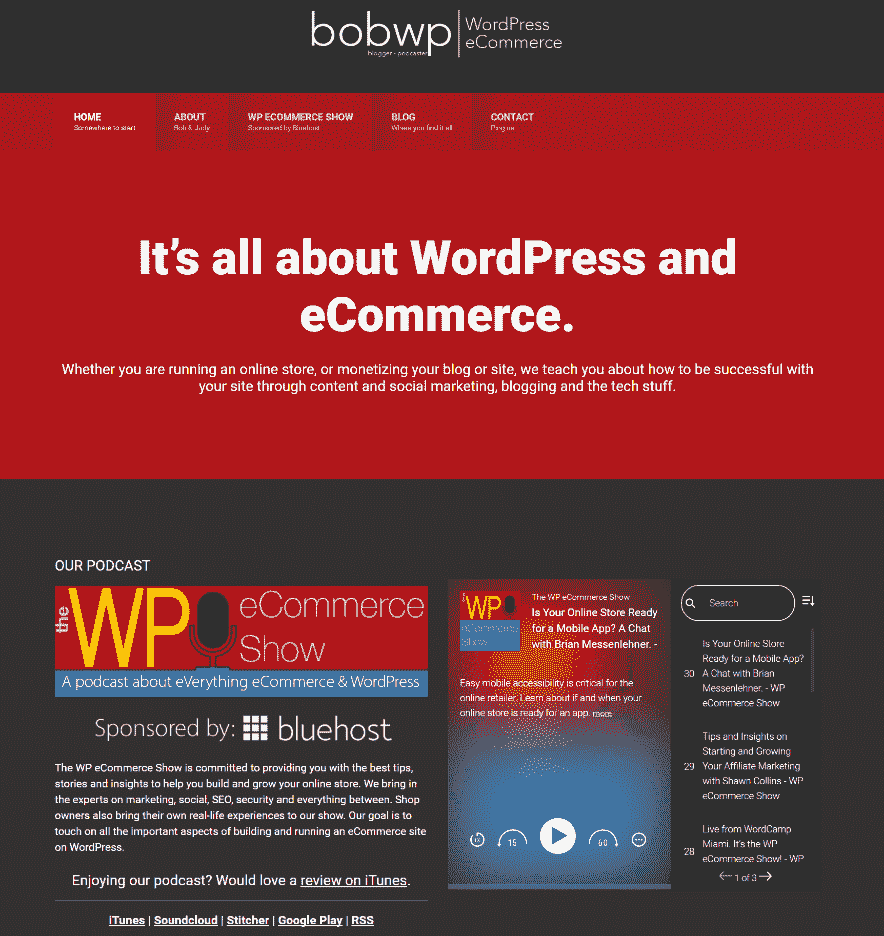 bobwp
blogger - podcaster
WordPress
eCommerce
HOME
Somewhere to start
ABOUT
Bob & Judy
WP ECOMMERCE SHOW
Sponsored by Bluehost
BLOG
Where you find it all
CONTACT
Ping us
It's all about WordPress and
eCommerce.
Whether you are running an online store, or monetizing your blog or site, we teach you about how to be successful with
your site through content and social marketing, blogging and the tech stuff.
OUR PODCAST
the WP eCommerce
Show
A podcast about eVerything eCommerce & WordPress
Sponsored by: bluehost
The WP eCommerce Show is committed to providing you with the best tips,
stories and insights to help you build and grow your online store. We bring in
the experts on marketing, social, SEO, security and everything between. Shop
owners also bring their own real-life experiences to our show. Our goal is to
touch on all the important aspects of building and running an eCommerce site
on WordPress.
Enjoying our podcast? Would love a review on iTunes.
iTunes | Soundcloud | Stitcher | Google Play | RSS
the WP
eCommerce
Show
The WP eCommerce Show
Is Your Online Store Ready
for a Mobile App? A Chat
with Brian Messenlehner. -
Easy mobile accessibility is critical for the
online retailer. Learn about if and when your
online store is ready for an app. more
1x
15
60
Search
30
Is Your Online Store
Ready for a Mobile App?
A Chat with Brian
Messenlehner. - WP
eCommerce Show
29
Tips and Insights on
Starting and Growing
Your Affiliate Marketing
with Shawn Collins - WP
eCommerce Show
28
Live from WordCamp
Miami. It's the WP
eCommerce Show! - WP
1 of 3